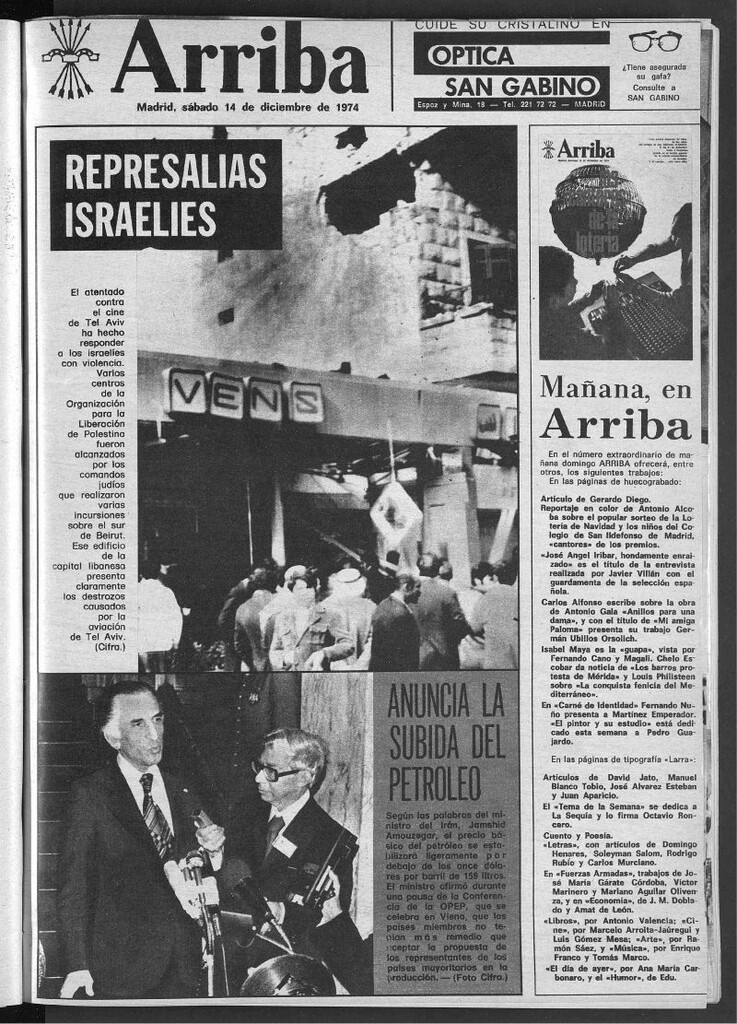 Arriba
Madrid, sábado 14 de diciembre de 1974
CUIDE SU CRISTALINO EN
OPTICA
SAN GABINO
Espoz y Mina, 18 — Tel. 221 72 72 — MADRID
¿Tiene asegurada
su gafa?
Consulte a
SAN GABINO
REPRESALIAS
ISRAELIES
El atentado
contra
el cine
de Tel Aviv
ha hecho
responder
a los israelíes
con violencia.
Varios
centros
de la
Organización
para la
Liberación
de Palestina
fueron
alcanzados
por los
comandos
judíos
que realizaron
varias
incursiones
sobre el sur
de Beirut.
Ese edificio
de la
capital libanesa
presenta
claramente
los destrozos
causados
por la
aviación
de Tel Aviv.
(Cifra.)
VENS
ANUNCIA LA
SUBIDA DEL
PETROLEO
Según las palabras del mi-
nistro del Irán, Jamshid
Amouzegar, el precio bá-
sico del petróleo se esta-
bilizará ligeramente por
debajo de los once dóla-
res por barril de 158 litros.
El ministro afirmó durante
una pausa de la Conferen-
cia de la OPEP, que se
celebra en Viena, que los
países miembros no te-
nían más remedio que
aceptar la propuesta de
los representantes de los
países mayoritarios en la
producción. — (Foto Cifra.)
Arriba
de la
lotería
Mañana, en
Arriba
En el número extraordinario de ma-
ñana domingo ARRIBA ofrecerá, entre
otros, los siguientes trabajos:
En las páginas de huecograbado:
Artículo de Gerardo Diego.
Reportaje en color de Antonio Alco-
ba sobre el popular sorteo de la Lo-
tería de Navidad y los niños del Co-
legio de San Ildefonso de Madrid,
«cantores» de los premios.
«José Angel Iribar, hondamente enrai-
zado» es el título de la entrevista
realizada por Javier Villán con el
guardameta de la selección espa-
ñola.
Carlos Alfonso escribe sobre la obra
de Antonio Gala «Anillos para una
dama», y con el título de «Mi amiga
Paloma» presenta su trabajo Ger-
mán Ubillos Orsolich.
Isabel Maya es la «guapa», vista por
Fernando Cano y Magali. Chelo Es-
cobar da noticia de «Los barros pro-
testa de Mérida» y Louis Philisteen
sobre «La conquista fenicia del Me-
diterráneo».
En «Carné de Identidad» Fernando Nu-
ño presenta a Martínez Emperador.
«El pintor y su estudio» está dedi-
cado esta semana a Pedro Gua-
jardo.
En las páginas de tipografía «Larra»:
Artículos de David Jato, Manuel
Blanco Tobío, José Alvarez Esteban
y Juan Aparicio.
El «Tema de la Semana» se dedica a
La Sequía y lo firma Octavio Ron-
cero.
Cuento y Poesía.
«Letras», con artículos de Domingo
Henares, Soleyman Salom, Rodrigo
Rubio y Carlos Murciano.
En «Fuerzas Armadas», trabajos de Jo-
sé María Gárate Córdoba, Víctor
Marinero y Mariano Aguilar Oliven-
za, y en «Economía», de J. M. Dobla-
do y Amat de León.
«Libros», por Antonio Valencia; «Ci-
ne», por Marcelo Arroita-Jaúregui y
Luis Gómez Mesa; «Arte», por Ra-
món Sáez, y «Música», por Enrique
Franco y Tomás Marco.
«El día de ayer», por Ana María Car-
bonaro, y el «Humor», de Edu.